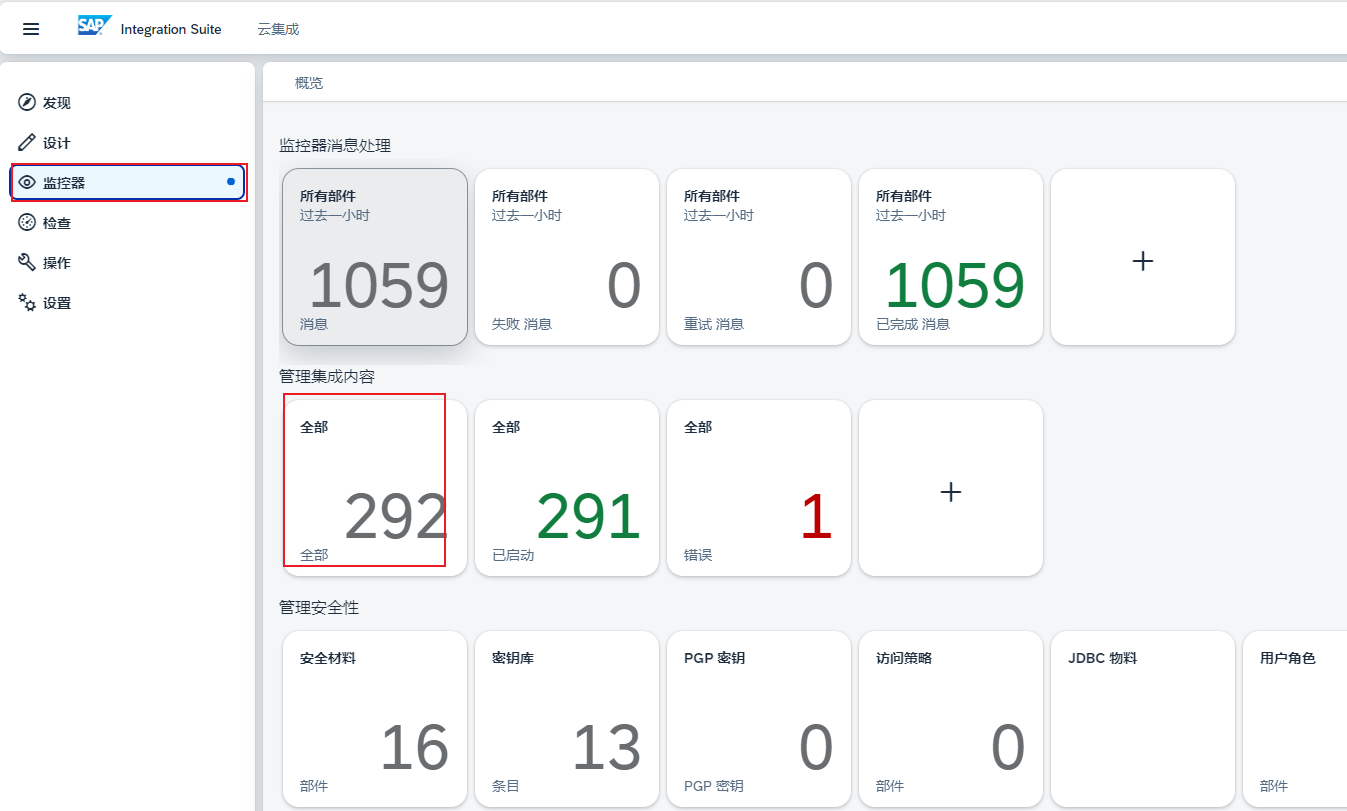 SAP Integration Suite 云集成
发现
设计
监控器
检查
操作
设置
概览
监控器消息处理
所有部件
过去一小时
1059
消息
所有部件
过去一小时
0
失败 消息
所有部件
过去一小时
0
重试 消息
所有部件
过去一小时
1059
已完成 消息
管理集成内容
全部
292
全部
全部
291
已启动
全部
1
错误
管理安全性
安全材料
16
部件
密钥库
13
条目
PGP 密钥
0
PGP 密钥
访问策略
0
部件
JDBC 物料
用户角色
部件